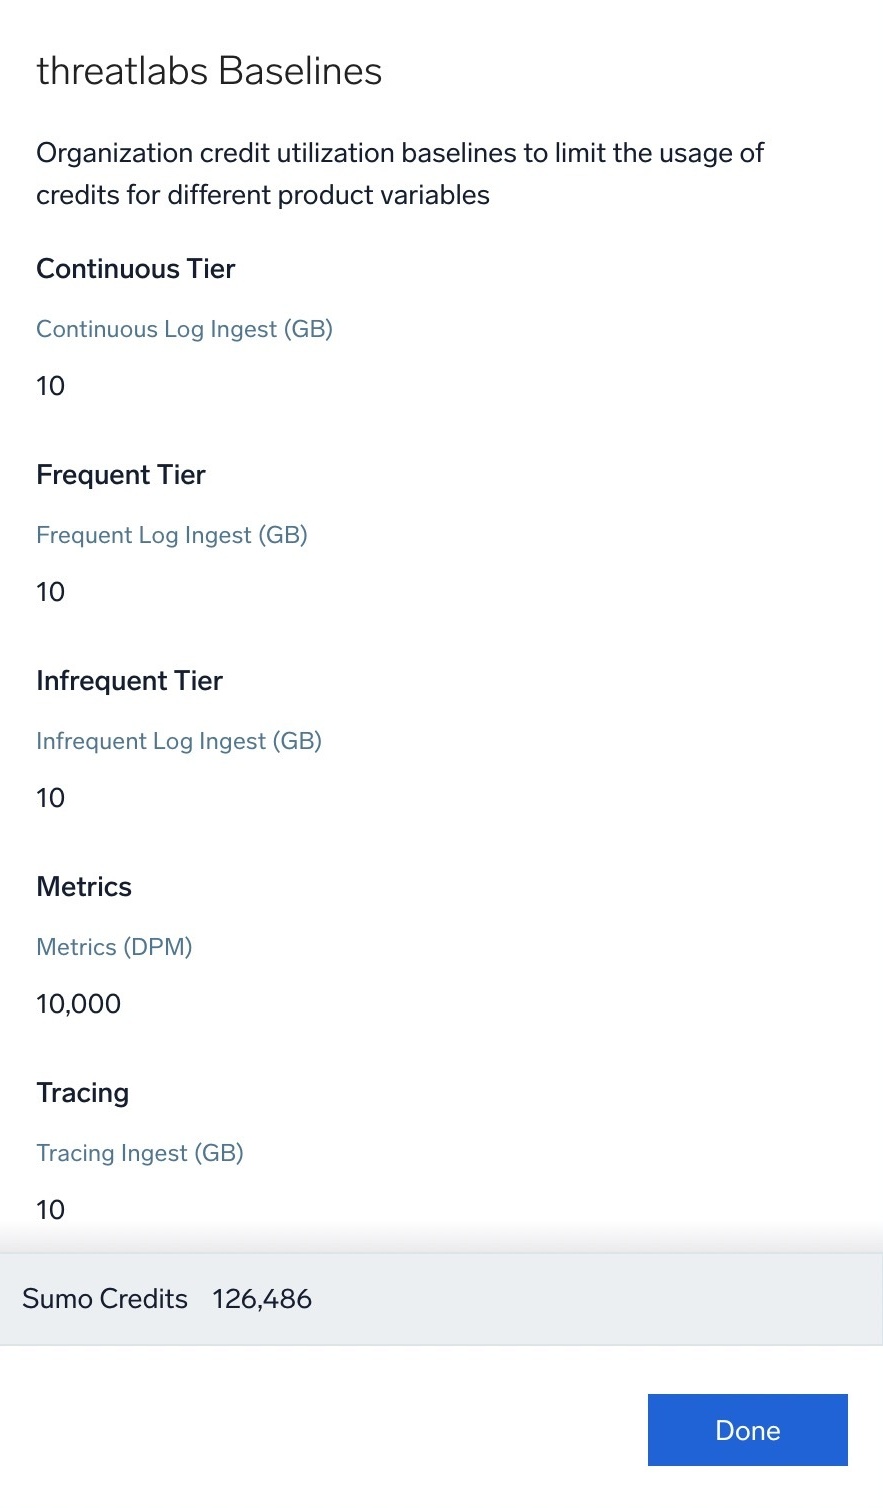 threatlabs Baselines
Organization credit utilization baselines to limit the usage of
credits for different product variables
Continuous Tier
Continuous Log Ingest (GB)
10
Frequent Tier
Frequent Log Ingest (GB)
10
Infrequent Tier
Infrequent Log Ingest (GB)
10
Metrics
Metrics (DPM)
10,000
Tracing
Tracing Ingest (GB)
10
Sumo Credits 126,486
Done